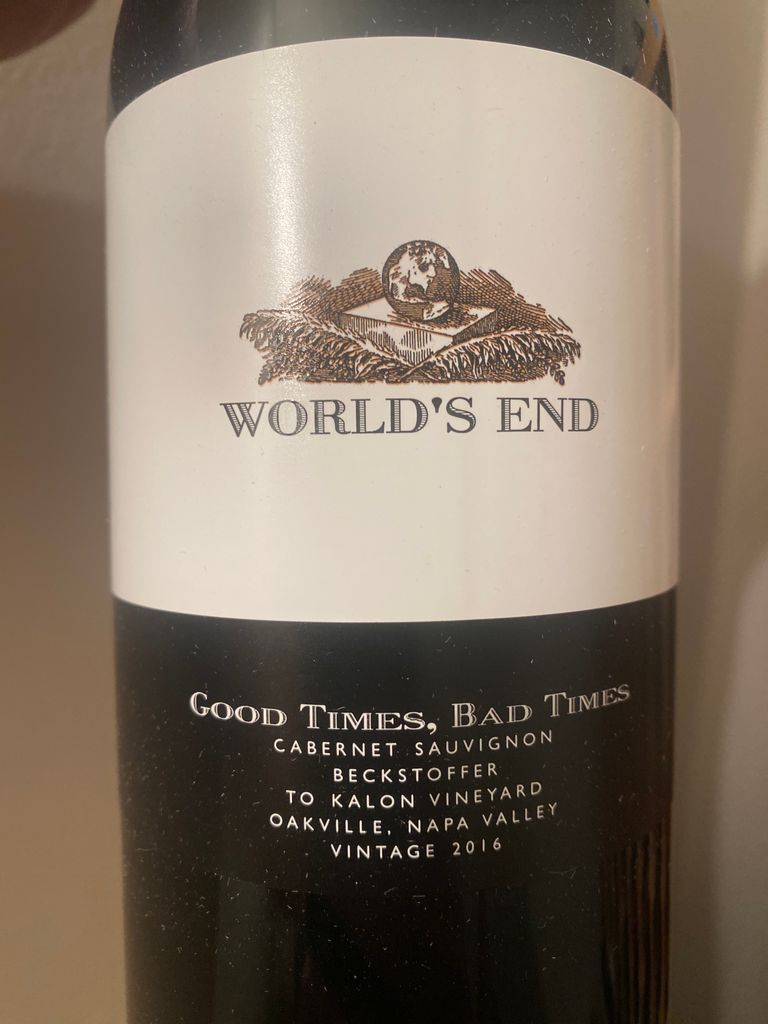 WORLD'S END
GOOD TIMES, BAD TIMES
CABERNET SAUVIGNON
BECKSTOFFER
TO KALON VINEYARD
OAKVILLE, NAPA VALLEY
VINTAGE 2016